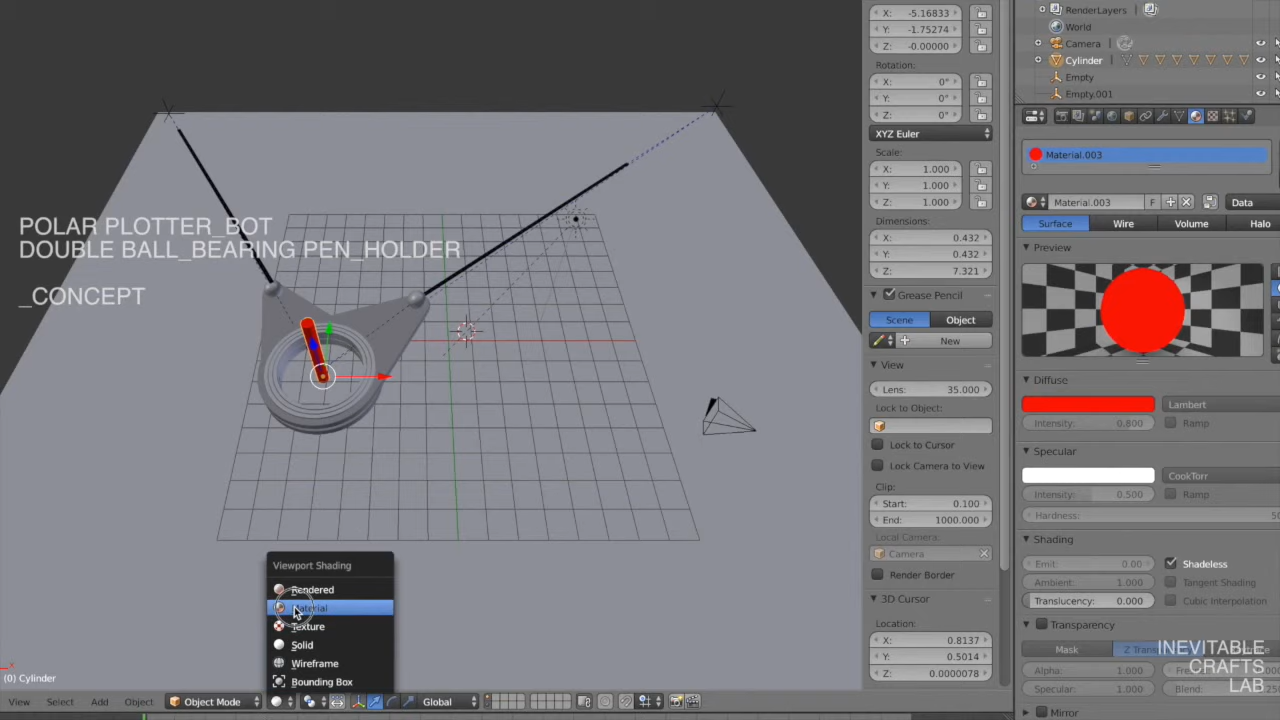 X: -5.16833
Y: -1.75274
Z: -0.00000
Rotation:
X: 0°
Y: 0°
Z: 0°
XYZ Euler
Scale:
X: 1.000
Y: 1.000
Z: 1.000
Dimensions:
X: 0.432
Y: 0.432
Z: 7.321
Grease Pencil
Scene Object
New
View
Lens: 35.000
Lock to Object:
Lock to Cursor
Lock Camera to View
Clip:
Start: 0.100
End: 1000.000
Local Camera:
Camera
Render Border
3D Cursor
Location:
X: 0.8137
Y: 0.5014
Z: 0.0000078
RenderLayers
World
Camera
Cylinder
Empty
Empty.001
Material.003
Material.003 F Data
Surface Wire Volume Halo
Preview
Diffuse
Lambert
Intensity: 0.800 Ramp
Specular
CookTorr
Intensity: 0.500 Ramp
Hardness:
Shading
Emit: 0.00 Shadeless
Ambient: 1.000 Tangent Shading
Translucency: 0.000 Cubic Interpolation
Transparency
Mask
Alpha: 1.000
Specular: 1.000 Blend:
Mirror
POLAR PLOTTER_BOT
DOUBLE BALL_BEARING PEN_HOLDER
_CONCEPT
Viewport Shading
Rendered
Material
Texture
Solid
Wireframe
Bounding Box
(0) Cylinder
View Select Add Object Object Mode Global
INEVITABLE
CRAFTS
LAB